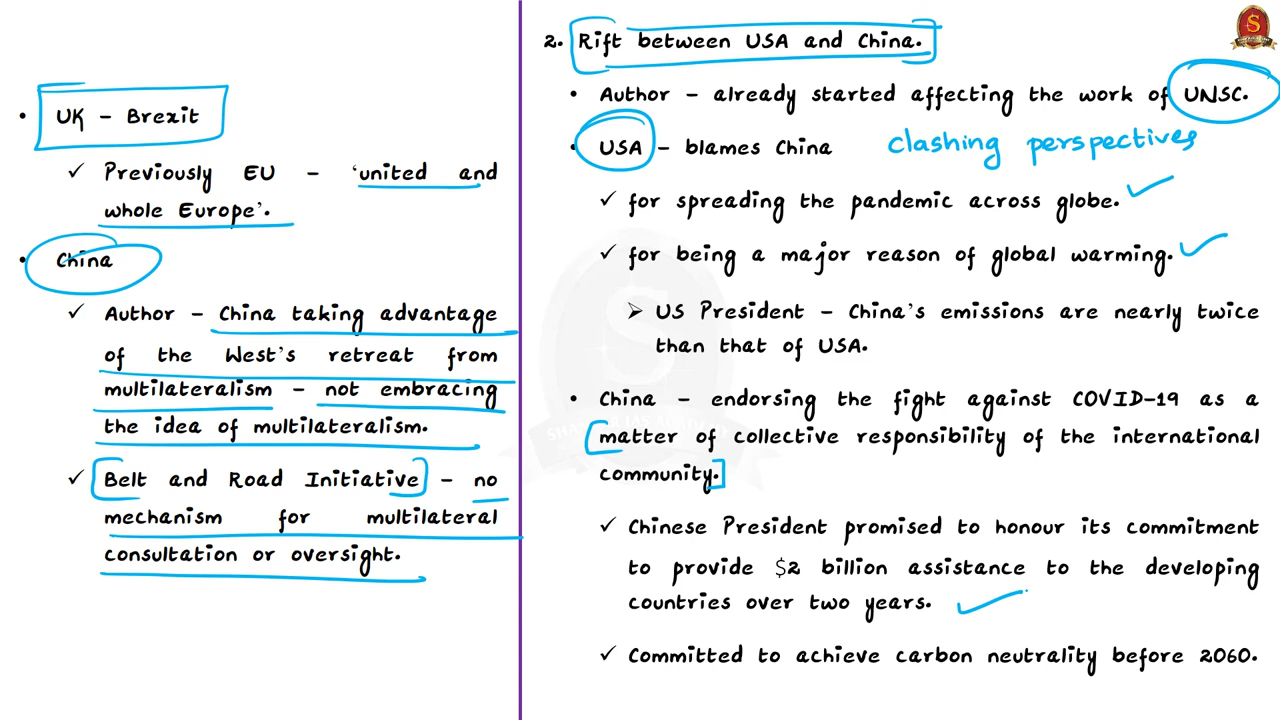 • UK – Brexit
✓ Previously EU – ‘united and
whole Europe’.
• China
✓ Author – China taking advantage
of the West’s retreat from
multilateralism – not embracing
the idea of multilateralism.
✓ Belt and Road Initiative – no
mechanism for multilateral
consultation or oversight.
2. Rift between USA and China.
• Author – already started affecting the work of UNSC.
• USA – blames China clashing perspectives
✓ for spreading the pandemic across globe.
✓ for being a major reason of global warming.
➢ US President – China’s emissions are nearly twice
than that of USA.
• China – endorsing the fight against COVID-19 as a
matter of collective responsibility of the international
community.
✓ Chinese President promised to honour its commitment
to provide $2 billion assistance to the developing
countries over two years.
✓ Committed to achieve carbon neutrality before 2060.